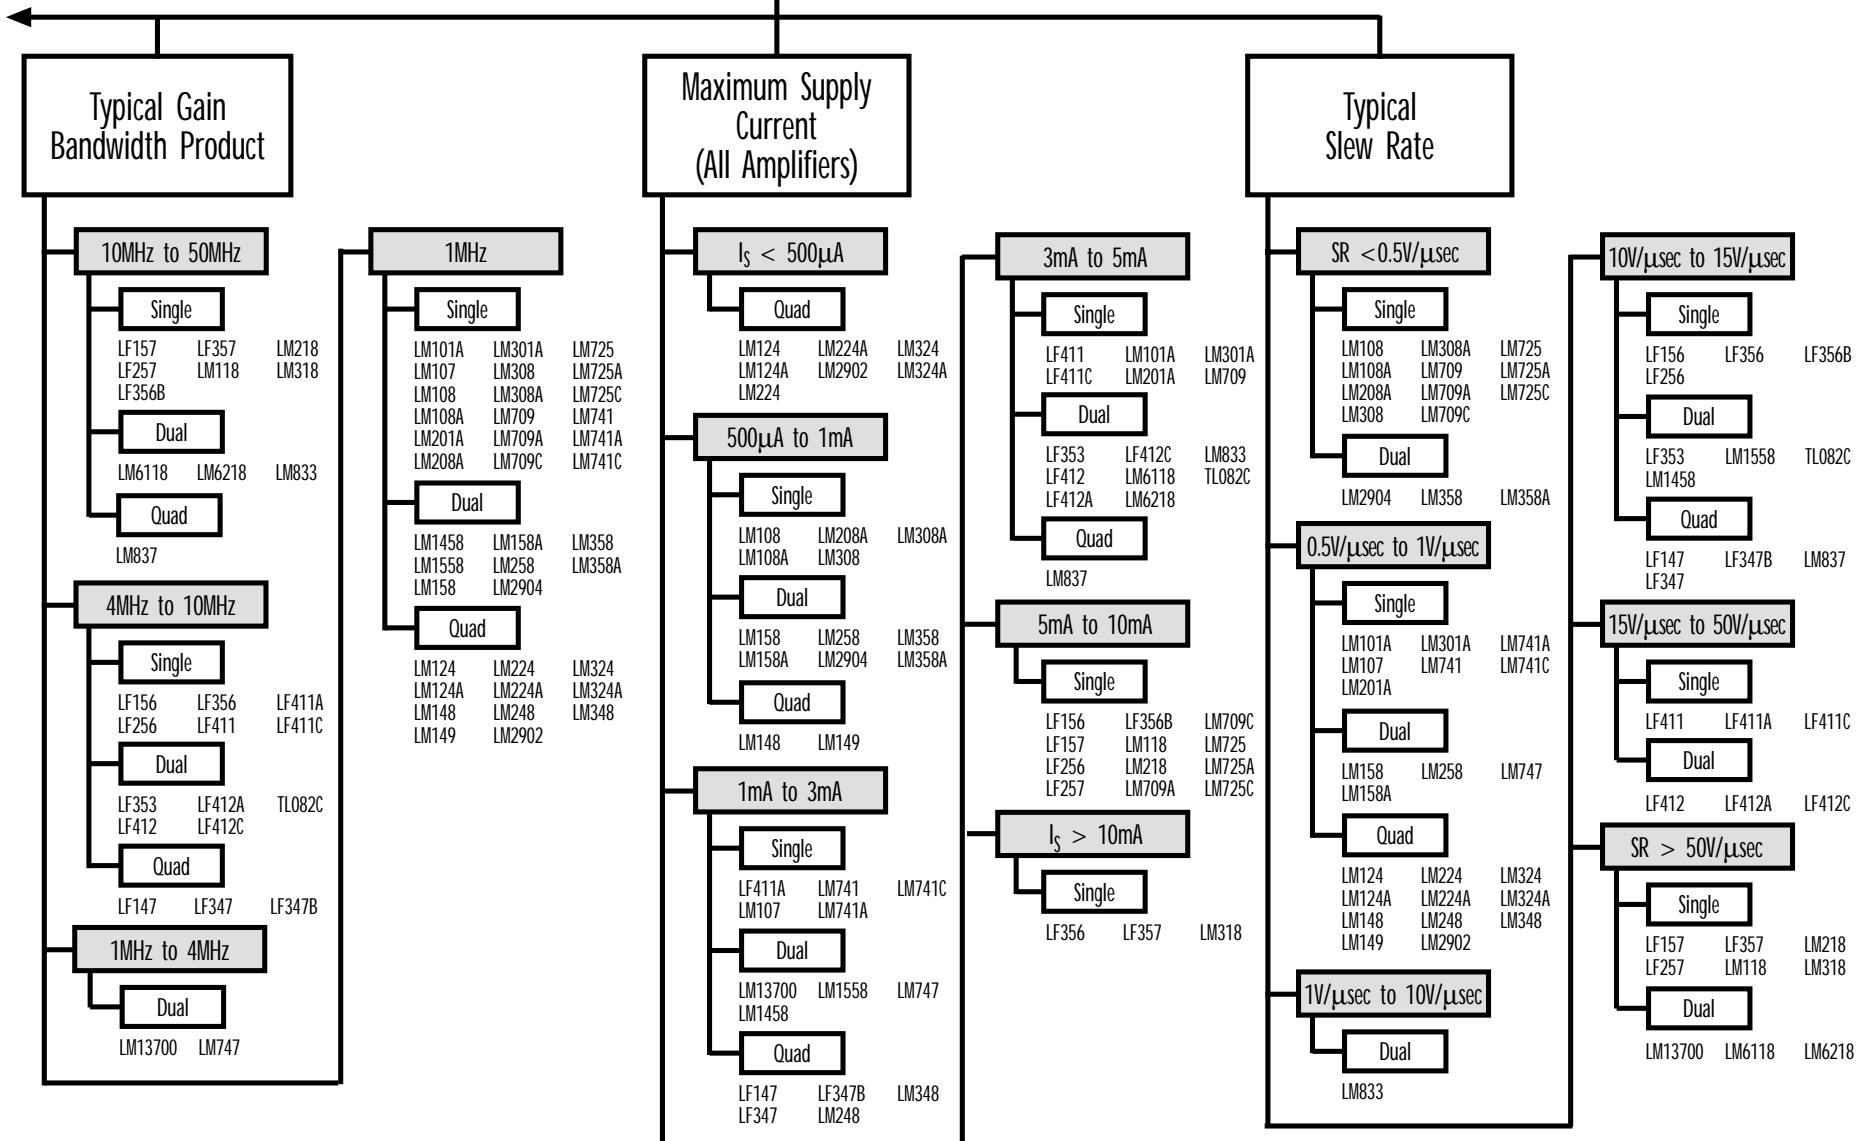 Typical Gain
Bandwidth Product
10MHz to 50MHz
Single
LF157 LF357 LM218
LF257 LM118 LM318
LF356B
Dual
LM6118 LM6218 LM833
Quad
LM837
4MHz to 10MHz
Single
LF156 LF356 LF411A
LF256 LF411 LF411C
Dual
LF353 LF412A TL082C
LF412 LF412C
Quad
LF147 LF347 LF347B
1MHz to 4MHz
Dual
LM13700 LM747
1MHz
Single
LM101A LM301A LM725
LM107 LM308 LM725A
LM108 LM308A LM725C
LM108A LM709 LM741
LM201A LM709A LM741A
LM208A LM709C LM741C
Dual
LM1458 LM158A LM358
LM1558 LM258 LM358A
LM158 LM2904
Quad
LM124 LM224 LM324
LM124A LM224A LM324A
LM148 LM248 LM348
LM149 LM2902
Maximum Supply
Current
(All Amplifiers)
IS < 500μA
Quad
LM124 LM224A LM324
LM124A LM2902 LM324A
LM224
500μA to 1mA
Single
LM108 LM208A LM308A
LM108A LM308
Dual
LM158 LM258 LM358
LM158A LM2904 LM358A
Quad
LM148 LM149
1mA to 3mA
Single
LF411A LM741 LM741C
LM107 LM741A
Dual
LM13700 LM1558 LM747
LM1458
Quad
LF147 LF347B LM348
LF347 LM248
3mA to 5mA
Single
LF411 LM101A LM301A
LF411C LM201A LM709
Dual
LF353 LF412C LM833
LF412 LM6118 TL082C
LF412A LM6218
Quad
LM837
5mA to 10mA
Single
LF156 LF356B LM709C
LF157 LM118 LM725
LF256 LM218 LM725A
LF257 LM709A LM725C
IS > 10mA
Single
LF356 LF357 LM318
Typical
Slew Rate
SR <0.5V/μsec
Single
LM108 LM308A LM725
LM108A LM709 LM725A
LM208A LM709A LM725C
LM308 LM709C
Dual
LM2904 LM358 LM358A
0.5V/μsec to 1V/μsec
Single
LM101A LM301A LM741A
LM107 LM741 LM741C
LM201A
Dual
LM158 LM258 LM747
LM158A
Quad
LM124 LM224 LM324
LM124A LM224A LM324A
LM148 LM248 LM348
LM149 LM2902
1V/μsec to 10V/μsec
Dual
LM833
10V/μsec to 15V/μsec
Single
LF156 LF356 LF356B
LF256
Dual
LF353 LM1558 TL082C
LM1458
Quad
LF147 LF347B LM837
LF347
15V/μsec to 50V/μsec
Single
LF411 LF411A LF411C
Dual
LF412 LF412A LF412C
SR > 50V/μsec
Single
LF157 LF357 LM218
LF257 LM118 LM318
Dual
LM13700 LM6118 LM6218